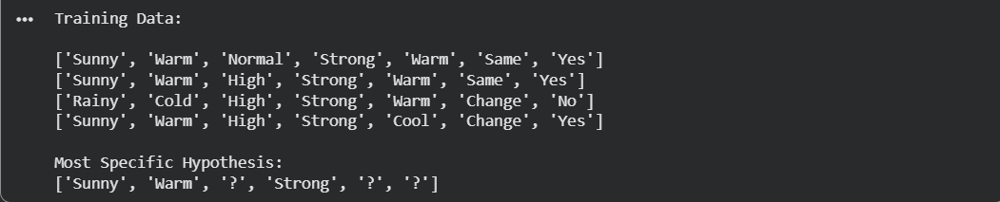 ••• Training Data:
['Sunny', 'Warm', 'Normal', 'Strong', 'Warm', 'Same', 'Yes']
['Sunny', 'Warm', 'High', 'Strong', 'Warm', 'Same', 'Yes']
['Rainy', 'Cold', 'High', 'Strong', 'Warm', 'Change', 'No']
['Sunny', 'Warm', 'High', 'Strong', 'Cool', 'Change', 'Yes']
Most Specific Hypothesis:
['Sunny', 'Warm', '?', 'Strong', '?', '?']